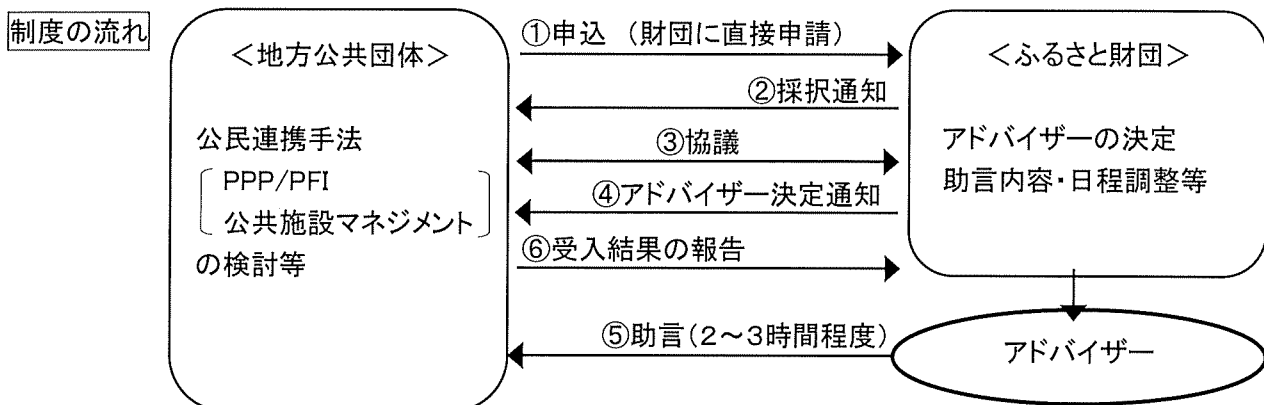 制度の流れ
＜地方公共団体＞
公民連携手法
PPP/PFI
公共施設マネジメント
の検討等
①申込　（財団に直接申請）
②採択通知
③協議
④アドバイザー決定通知
⑥受入結果の報告
⑤助言（２～３時間程度）
＜ふるさと財団＞
アドバイザーの決定
助言内容・日程調整等
アドバイザー